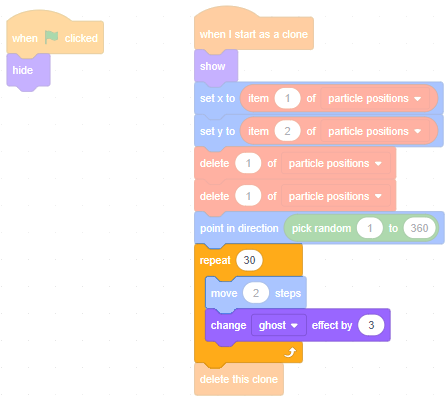 when clicked
hide
when I start as a clone
show
set x to item 1 of particle positions
set y to item 2 of particle positions
delete 1 of particle positions
delete 1 of particle positions
point in direction pick random 1 to 360
repeat 30
move 2 steps
change ghost effect by 3
delete this clone